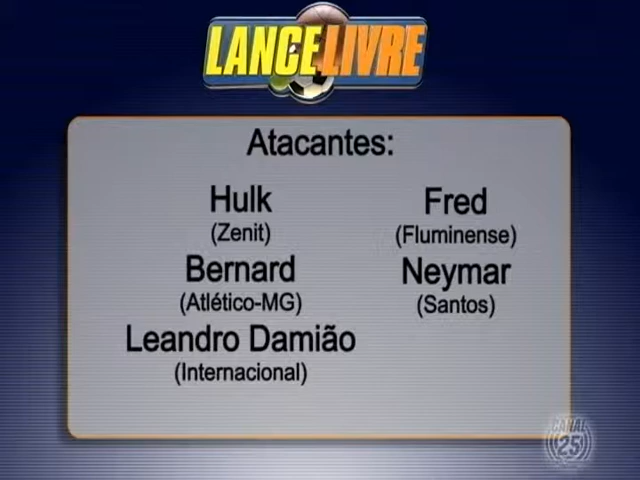 LANCE LIVRE
Atacantes:
Hulk
(Zenit)
Bernard
(Atlético-MG)
Leandro Damião
(Internacional)
Fred
(Fluminense)
Neymar
(Santos)
CANAL
25